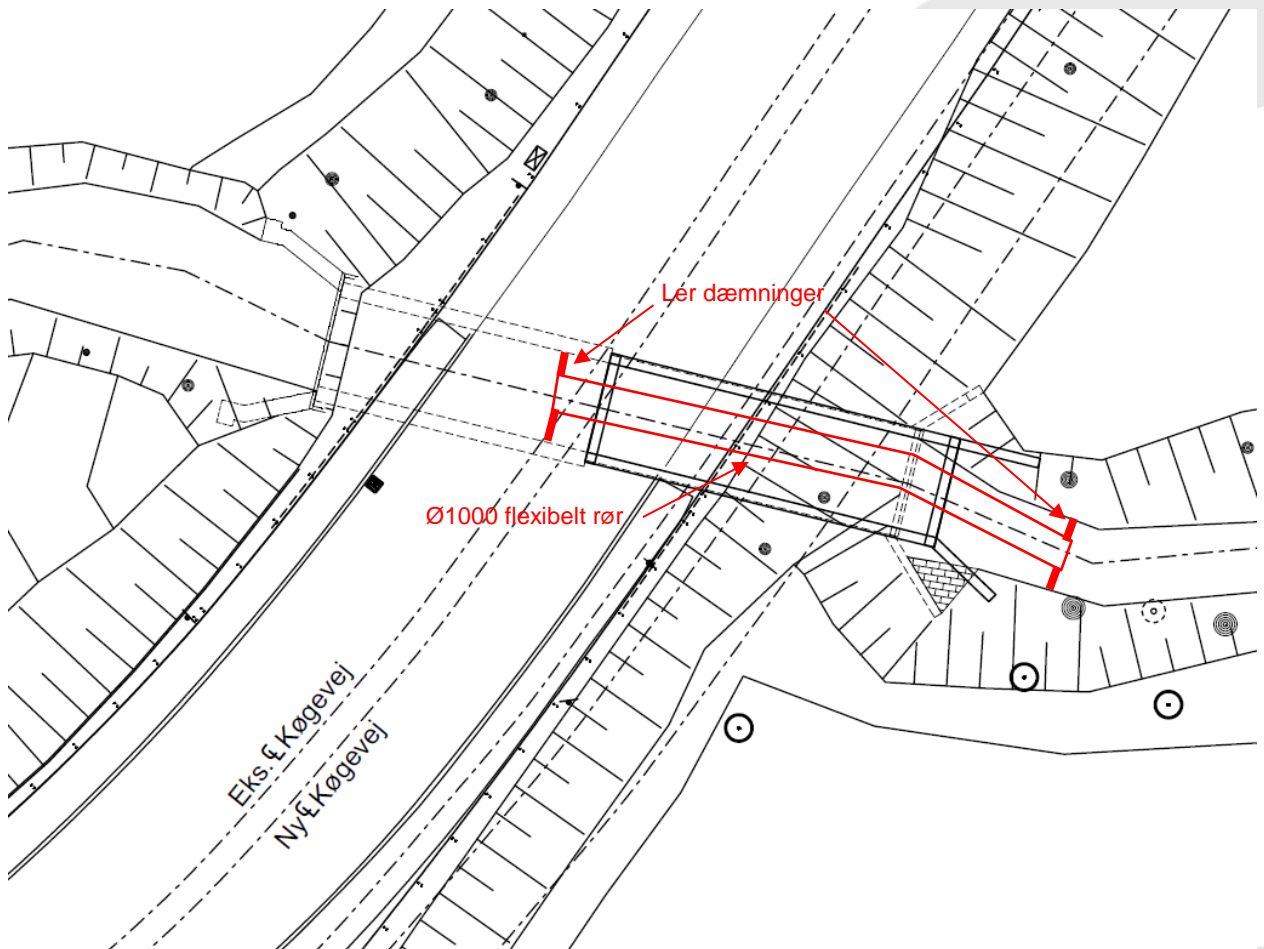 Ler dæmninger
Ø1000 flexibelt rør
Eks. ℄ Køgevej
Ny ℄ Køgevej